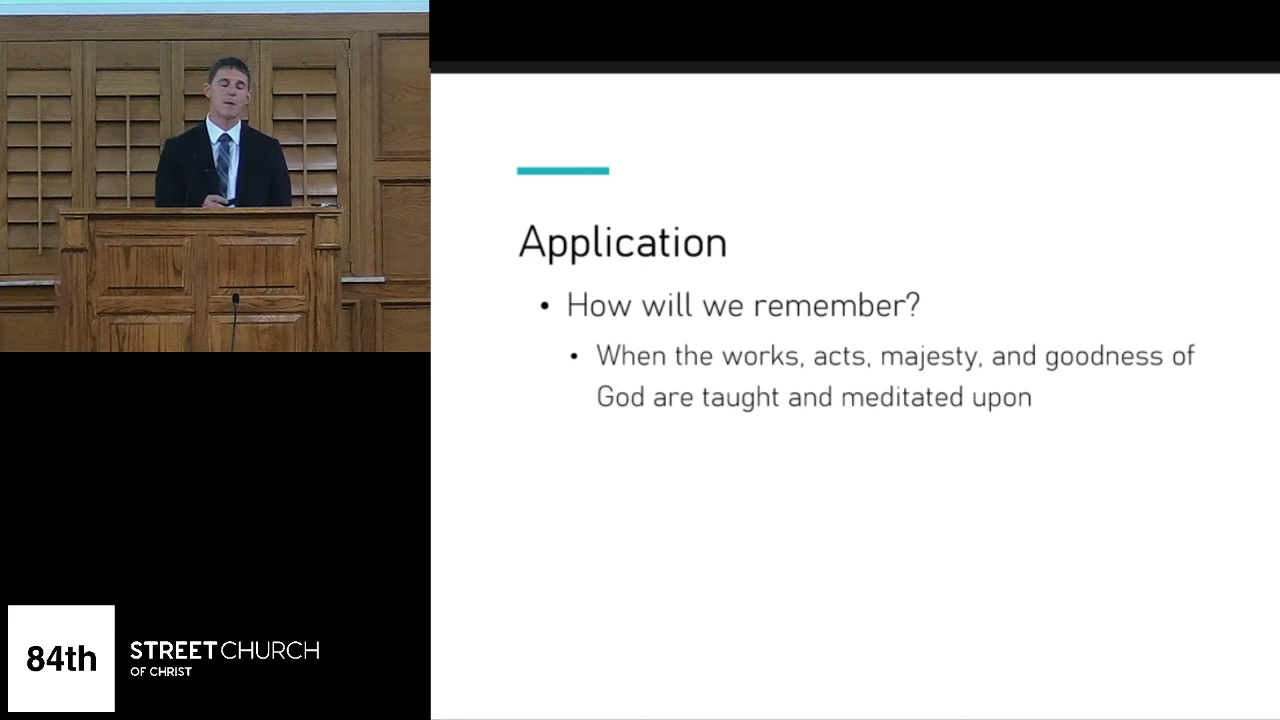 Application
• How will we remember?
• When the works, acts, majesty, and goodness of
God are taught and meditated upon
84th
STREET CHURCH
OF CHRIST